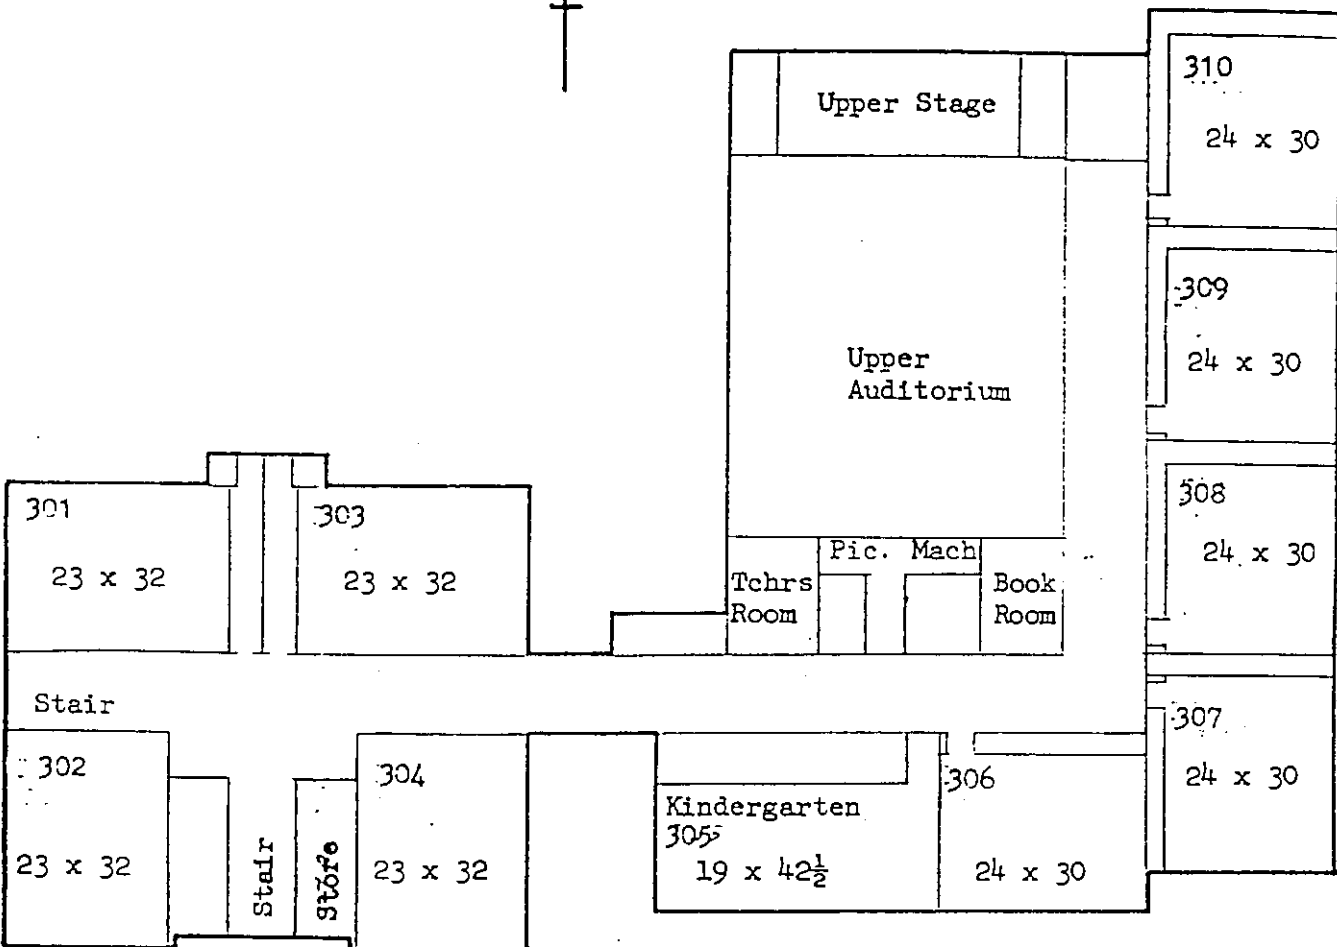 Upper Stage
310
24 x 30
309
24 x 30
Upper
Auditorium
308
24 x 30
301
23 x 32
303
23 x 32
Pic. Mach
Tchrs
Room
Book
Room
Stair
307
24 x 30
302
23 x 32
Stair
Store
304
23 x 32
Kindergarten
305
19 x 42½
306
24 x 30